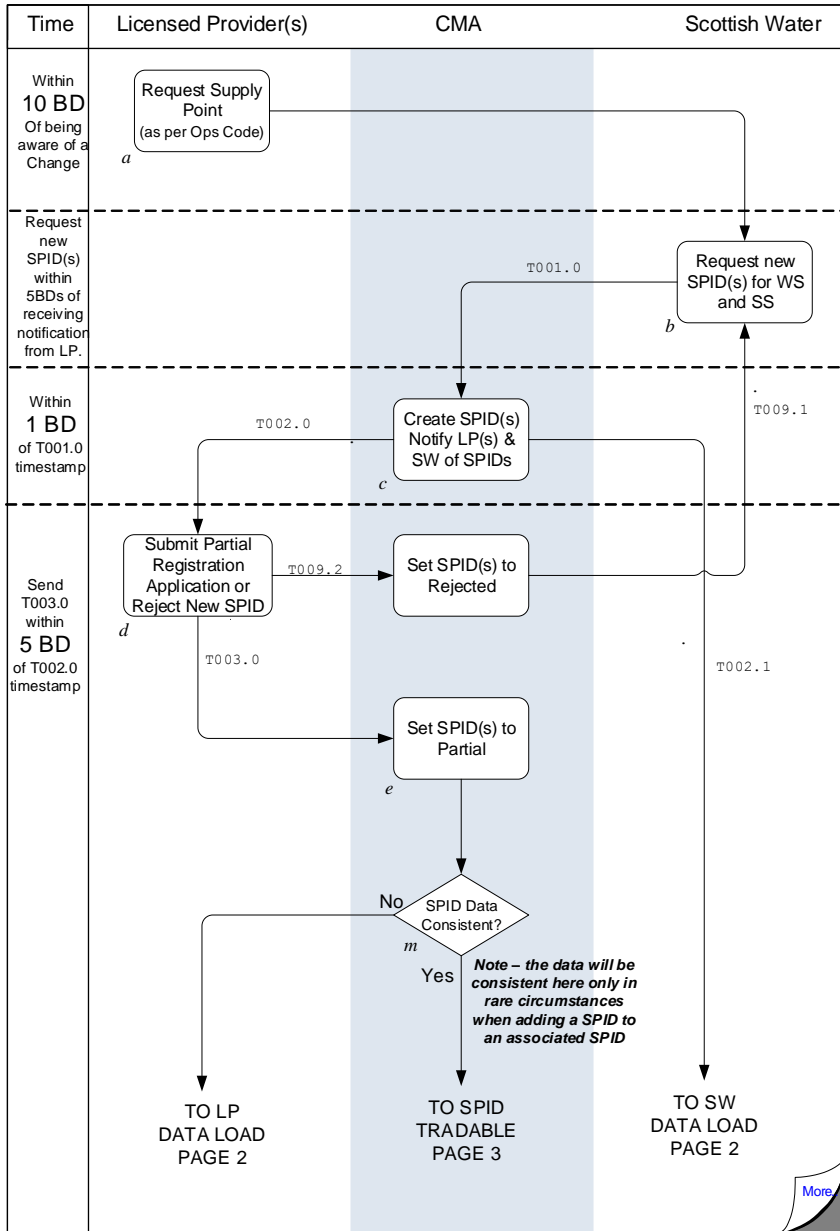 Time
Licensed Provider(s)
CMA
Scottish Water
Within
10 BD
Of being
aware of a
Change
Request Supply
Point
(as per Ops Code)
a
Request
new
SPID(s)
within
5BDs of
receiving
notification
from LP.
T001.0
Request new
SPID(s) for WS
and SS
b
Within
1 BD
of T001.0
timestamp
T002.0
Create SPID(s)
Notify LP(s) &
SW of SPIDs
c
T009.1
Send
T003.0
within
5 BD
of T002.0
timestamp
Submit Partial
Registration
Application or
Reject New SPID
d
T009.2
Set SPID(s) to
Rejected
T003.0
T002.1
Set SPID(s) to
Partial
e
No
SPID Data
Consistent?
m
Yes
Note – the data will be
consistent here only in
rare circumstances
when adding a SPID to
an associated SPID
TO LP
DATA LOAD
PAGE 2
TO SPID
TRADABLE
PAGE 3
TO SW
DATA LOAD
PAGE 2
More.